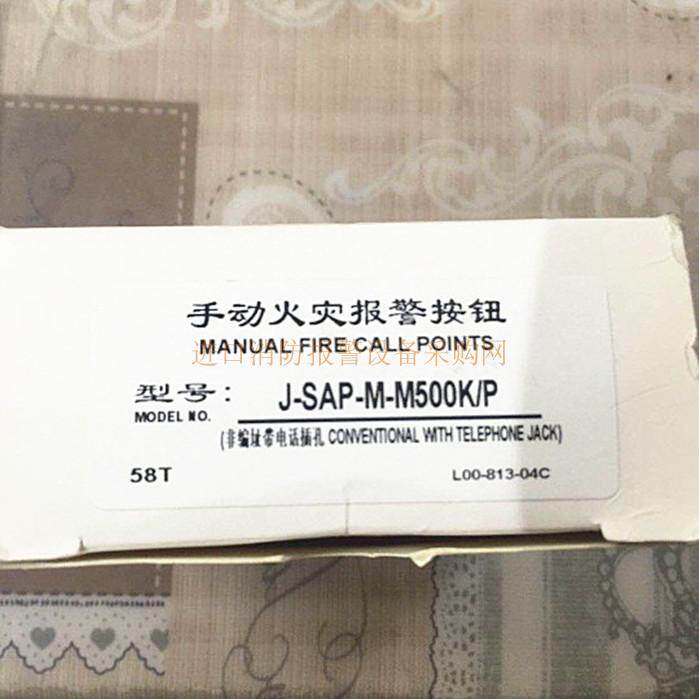 手动火灾报警按钮
MANUAL FIRE CALL POINTS
进口消防报警设备采购网
型号: J-SAP-M-M500K/P
MODEL NO.
(非编址带电话插孔 CONVENTIONAL WITH TELEPHONE JACK)
58T L00-813-04C